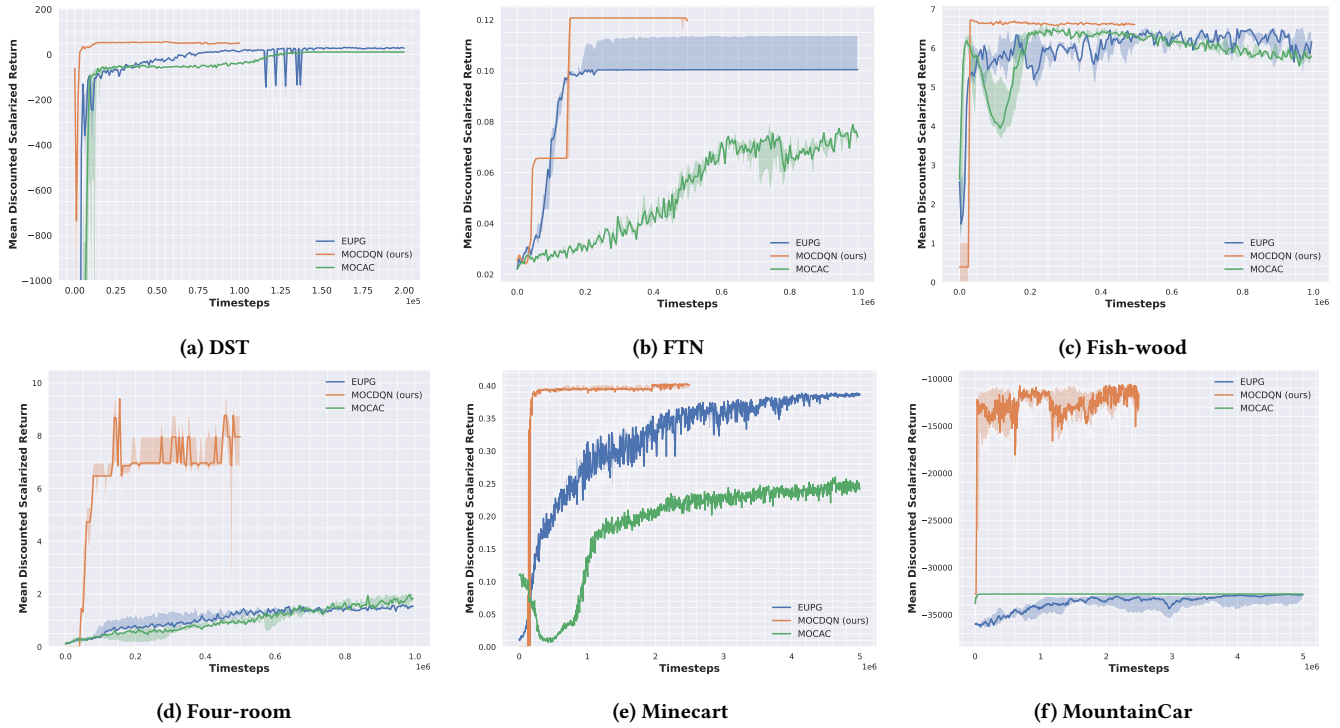 200
0
−200
−400
−600
−800
−1000
Mean Discounted Scalarized Return
EUPG
MOCDQN (ours)
MOCAC
0.00 0.25 0.50 0.75 1.00 1.25 1.50 1.75 2.00
Timesteps
1e5
(a) DST
0.12
0.10
0.08
0.06
0.04
0.02
Mean Discounted Scalarized Return
EUPG
MOCDQN (ours)
MOCAC
0.0 0.2 0.4 0.6 0.8 1.0
Timesteps
1e6
(b) FTN
7
6
5
4
3
2
1
0
Mean Discounted Scalarized Return
EUPG
MOCDQN (ours)
MOCAC
0.0 0.2 0.4 0.6 0.8 1.0
Timesteps
1e6
(c) Fish-wood
10
8
6
4
2
0
Mean Discounted Scalarized Return
EUPG
MOCDQN (ours)
MOCAC
0.0 0.2 0.4 0.6 0.8 1.0
Timesteps
1e6
(d) Four-room
0.40
0.35
0.30
0.25
0.20
0.15
0.10
0.05
0.00
Mean Discounted Scalarized Return
EUPG
MOCDQN (ours)
MOCAC
0 1 2 3 4 5
Timesteps
1e6
(e) Minecart
−10000
−15000
−20000
−25000
−30000
−35000
Mean Discounted Scalarized Return
EUPG
MOCDQN (ours)
MOCAC
0 1 2 3 4 5
Timesteps
1e6
(f) MountainCar